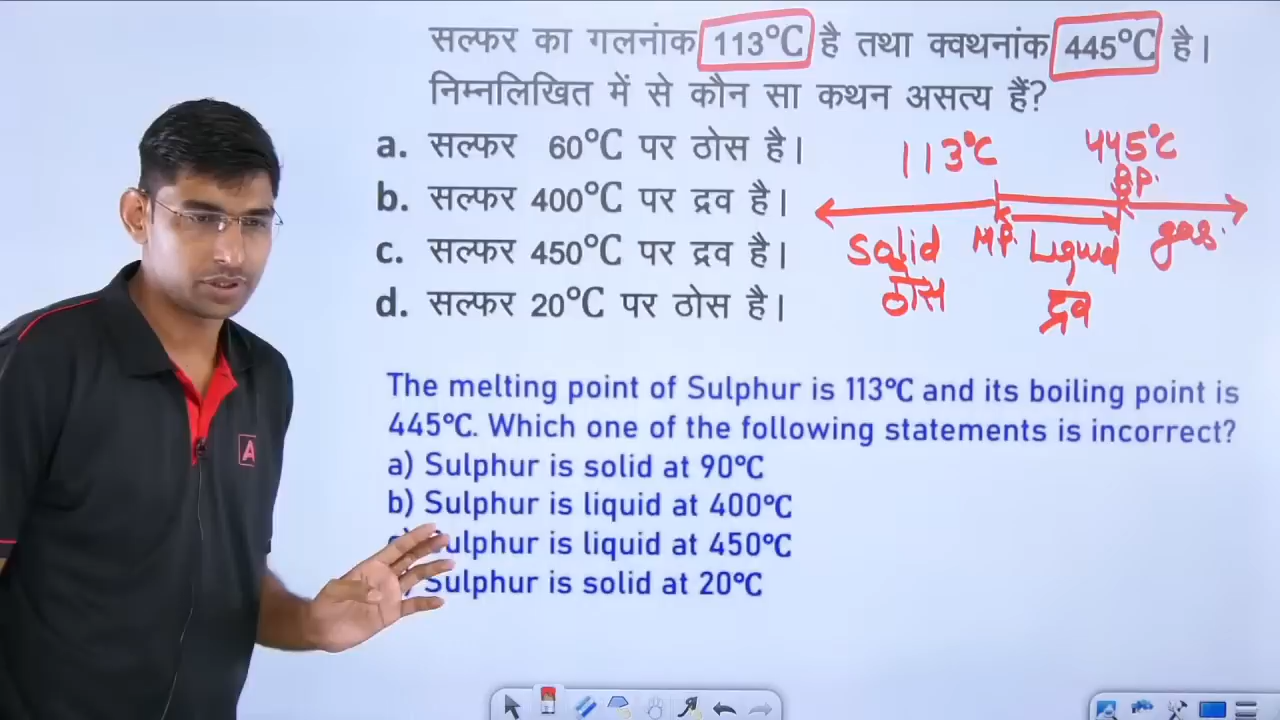 सल्फर का गलनांक 113°C है तथा क्वथनांक 445°C है।
निम्नलिखित में से कौन सा कथन असत्य हैं?
a. सल्फर 60°C पर ठोस है।
b. सल्फर 400°C पर द्रव है।
c. सल्फर 450°C पर द्रव है।
d. सल्फर 20°C पर ठोस है।
113°C 445°C
B.P.
Solid M.P. Liquid gas.
ठोस द्रव
The melting point of Sulphur is 113°C and its boiling point is
445°C. Which one of the following statements is incorrect?
a) Sulphur is solid at 90°C
b) Sulphur is liquid at 400°C
Sulphur is liquid at 450°C
Sulphur is solid at 20°C
A